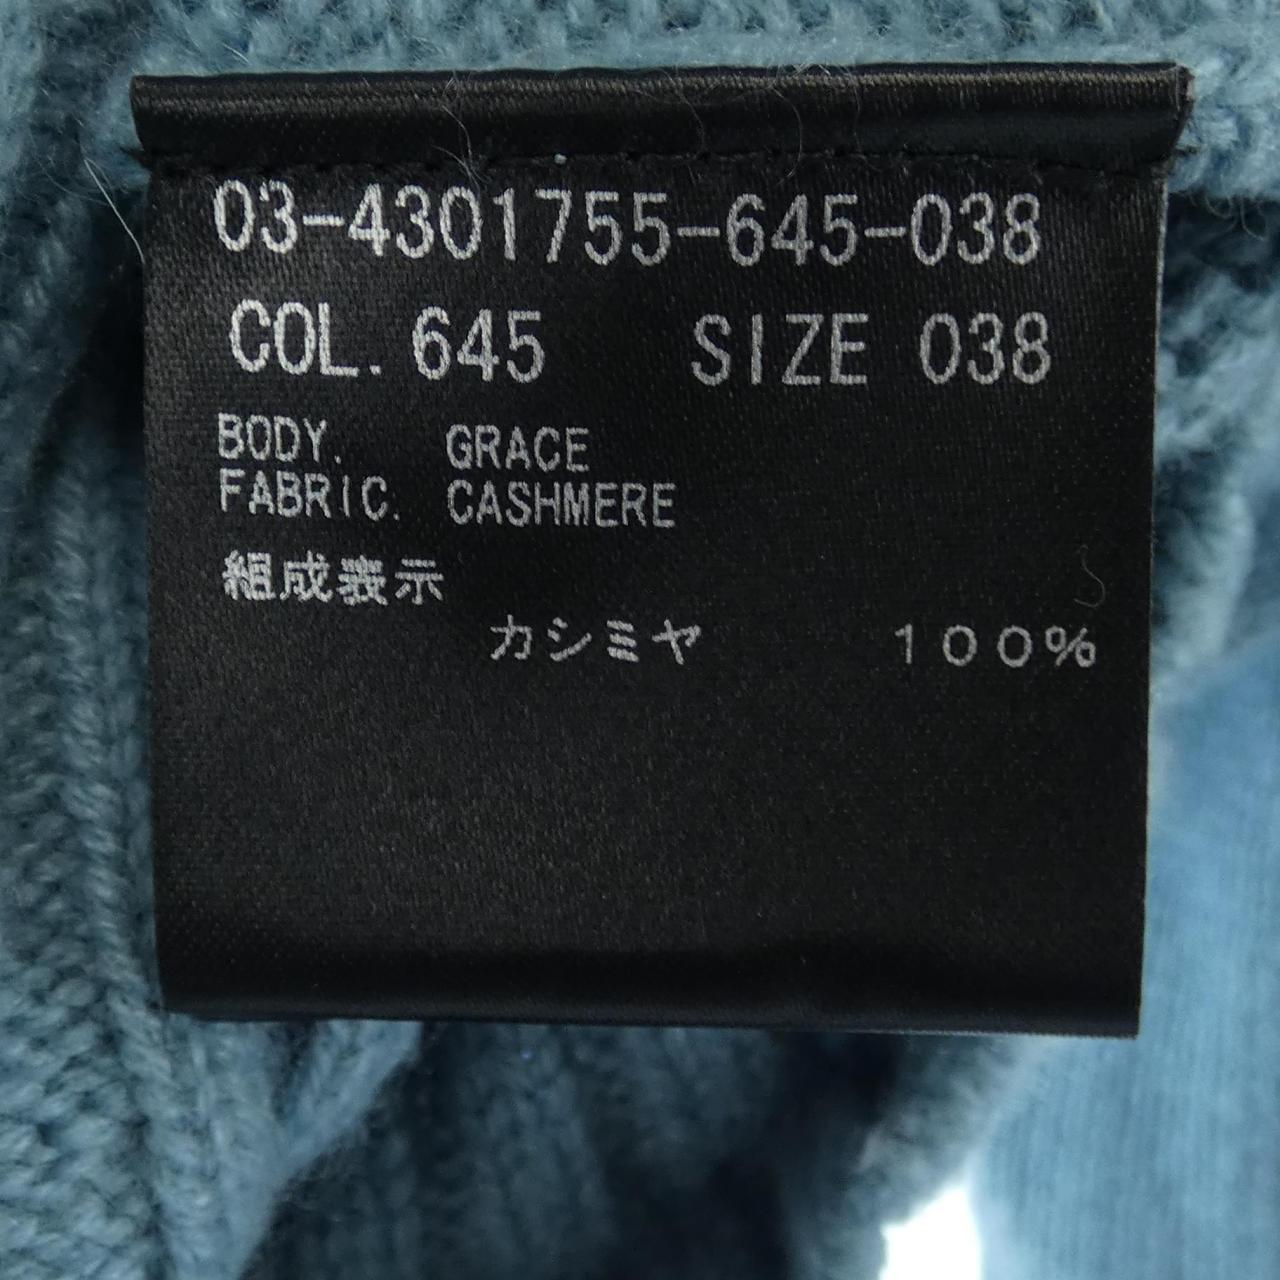 03-4301755-645-038
COL. 645 SIZE 038
BODY. GRACE
FABRIC. CASHMERE
組成表示
カシミヤ 100%